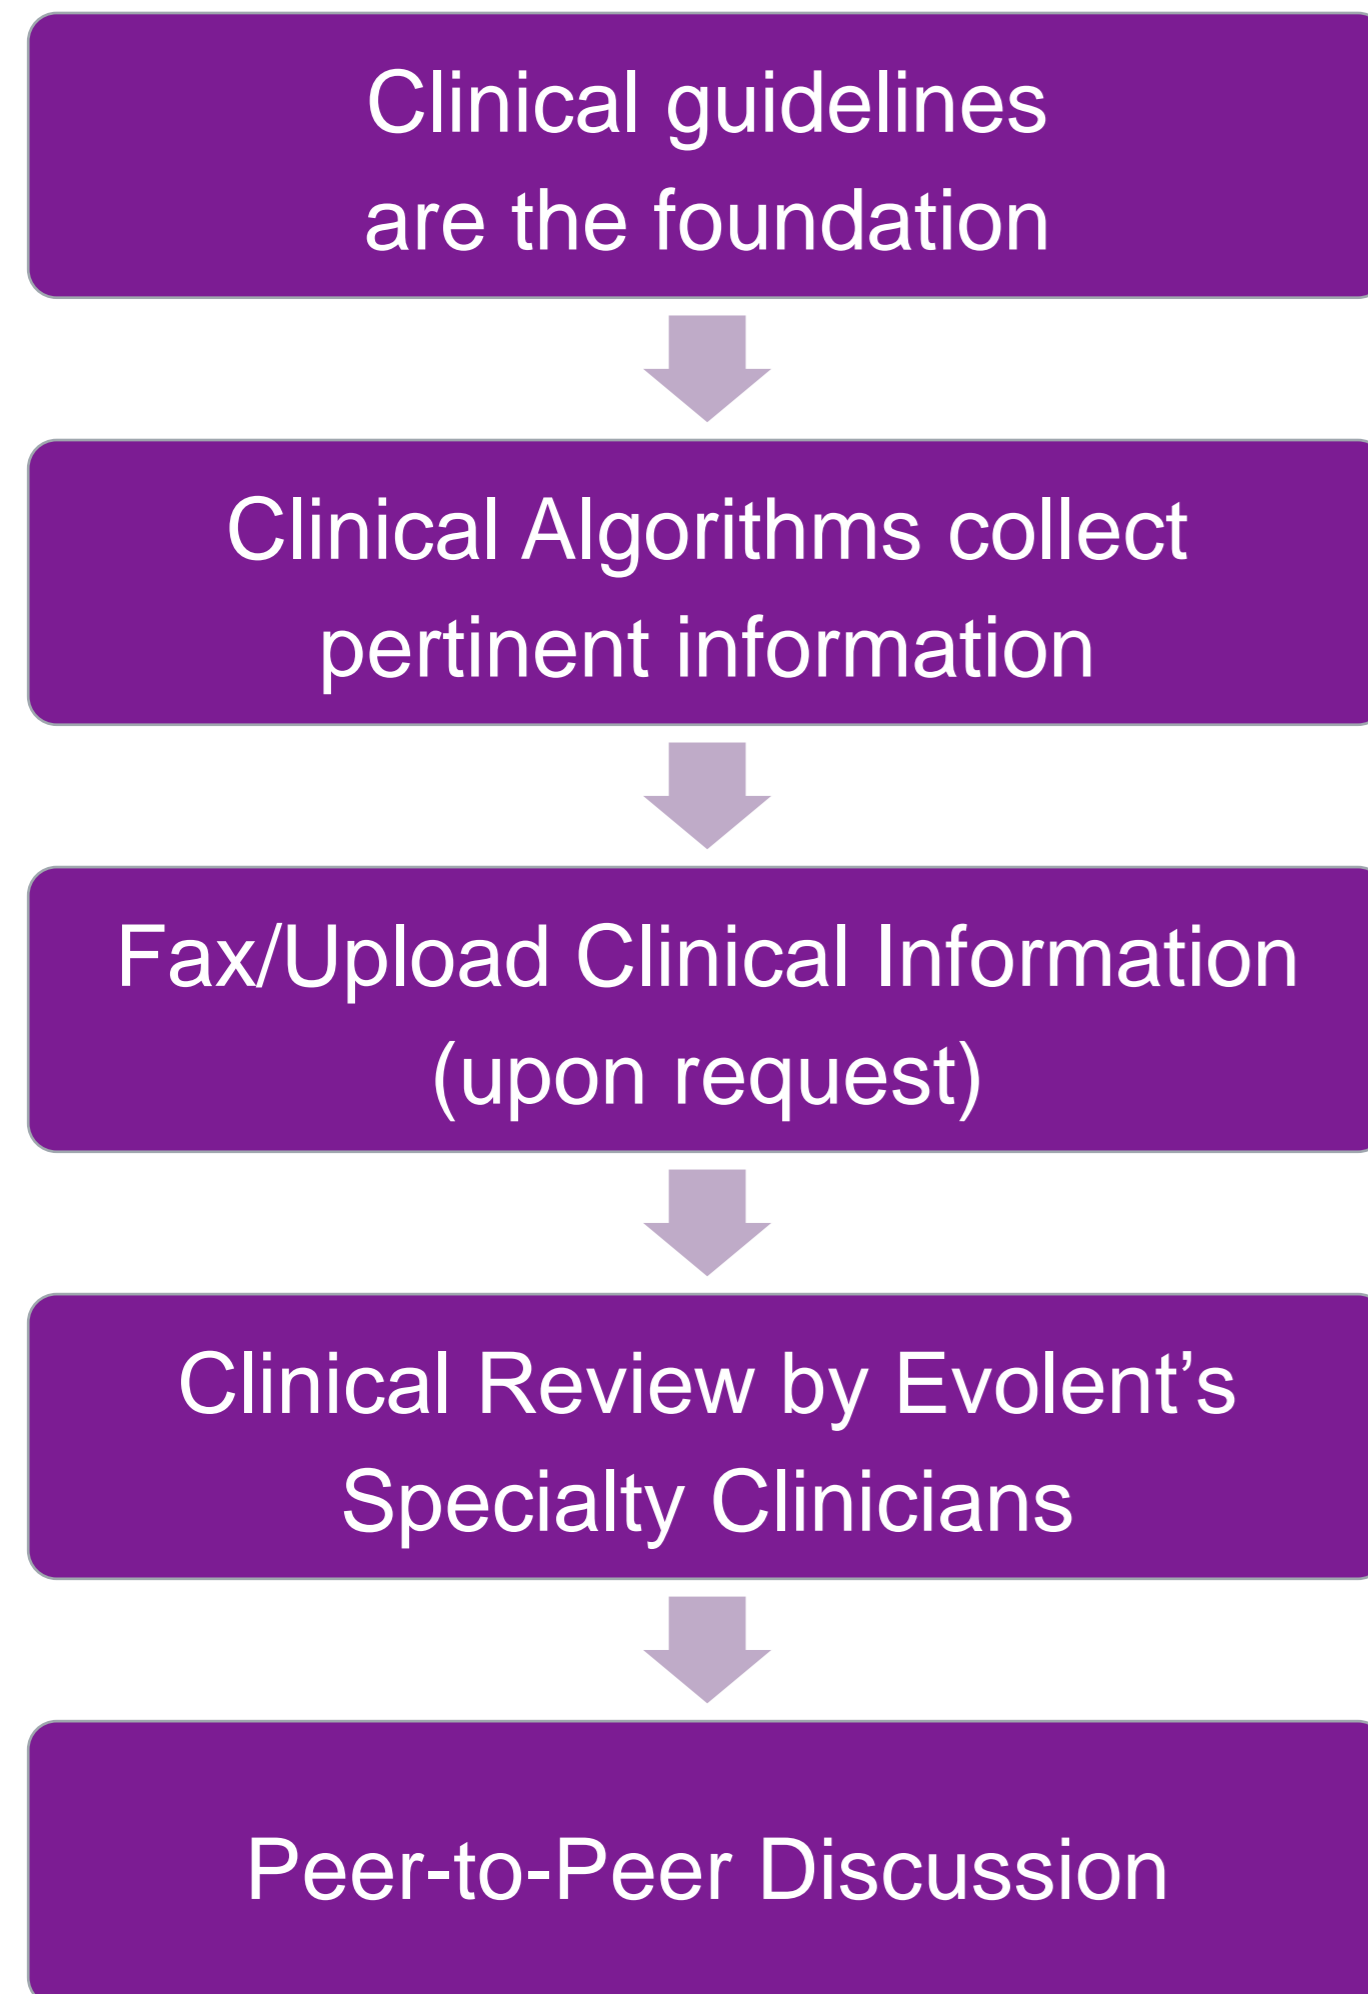 Clinical guidelines
are the foundation
Clinical Algorithms collect
pertinent information
Fax/Upload Clinical Information
(upon request)
Clinical Review by Evolent’s
Specialty Clinicians
Peer-to-Peer Discussion